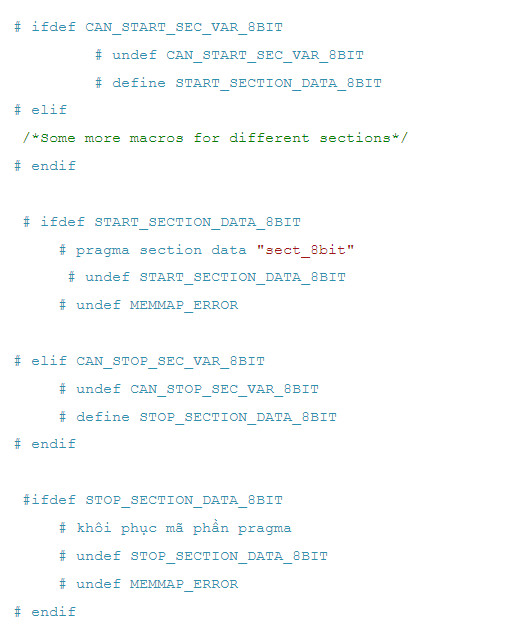 # ifdef CAN_START_SEC_VAR_8BIT
# undef CAN_START_SEC_VAR_8BIT
# define START_SECTION_DATA_8BIT
# elif
/*Some more macros for different sections*/
# endif
# ifdef START_SECTION_DATA_8BIT
# pragma section data "sect_8bit"
# undef START_SECTION_DATA_8BIT
# undef MEMMAP_ERROR
# elif CAN_STOP_SEC_VAR_8BIT
# undef CAN_STOP_SEC_VAR_8BIT
# define STOP_SECTION_DATA_8BIT
# endif
#ifdef STOP_SECTION_DATA_8BIT
# khôi phục mã phần pragma
# undef STOP_SECTION_DATA_8BIT
# undef MEMMAP_ERROR
# endif